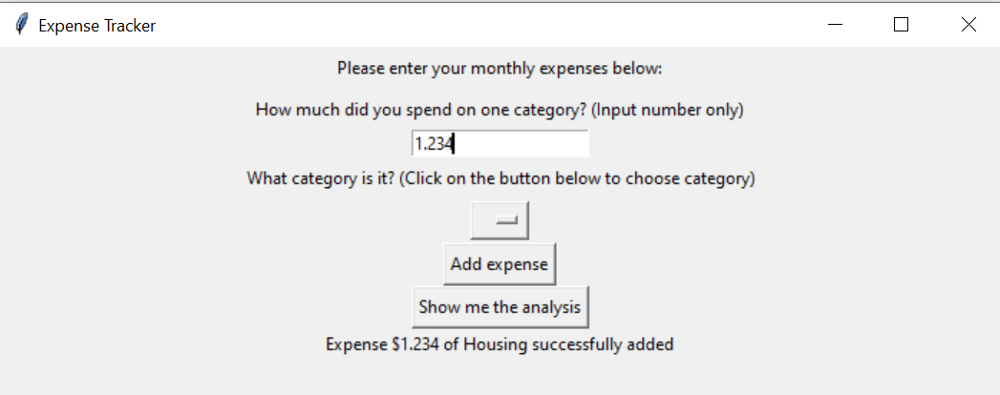 Expense Tracker
Please enter your monthly expenses below:
How much did you spend on one category? (Input number only)
1.234
What category is it? (Click on the button below to choose category)
Add expense
Show me the analysis
Expense $1.234 of Housing successfully added